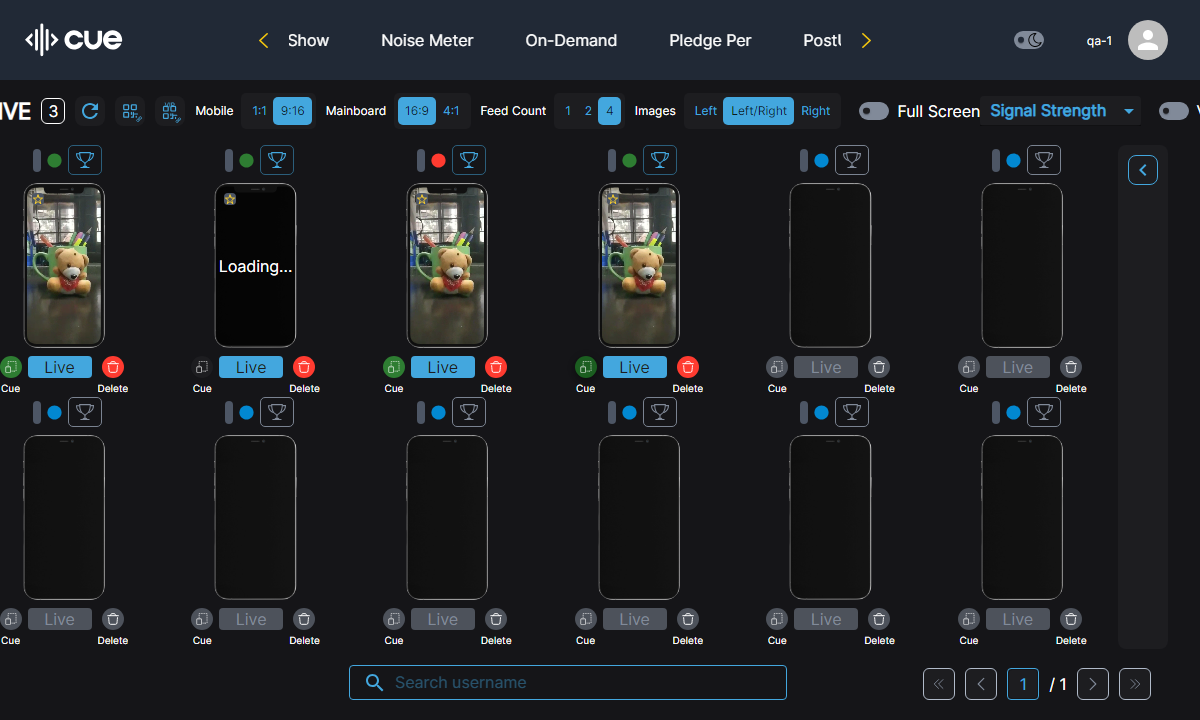 cue
Show
Noise Meter
On-Demand
Pledge Per
qa-1
3
Mobile
1:1
9:16
Mainboard
16:9
4:1
Feed Count
1
2
4
Images
Left
Left/Right
Right
Full Screen
Signal Strength
Loading...
Live
Live
Live
Live
Live
Live
Cue
Delete
Cue
Delete
Cue
Delete
Cue
Delete
Cue
Delete
Cue
Delete
Live
Live
Live
Live
Live
Live
Cue
Delete
Cue
Delete
Cue
Delete
Cue
Delete
Cue
Delete
Cue
Delete
Search username
1
/ 1